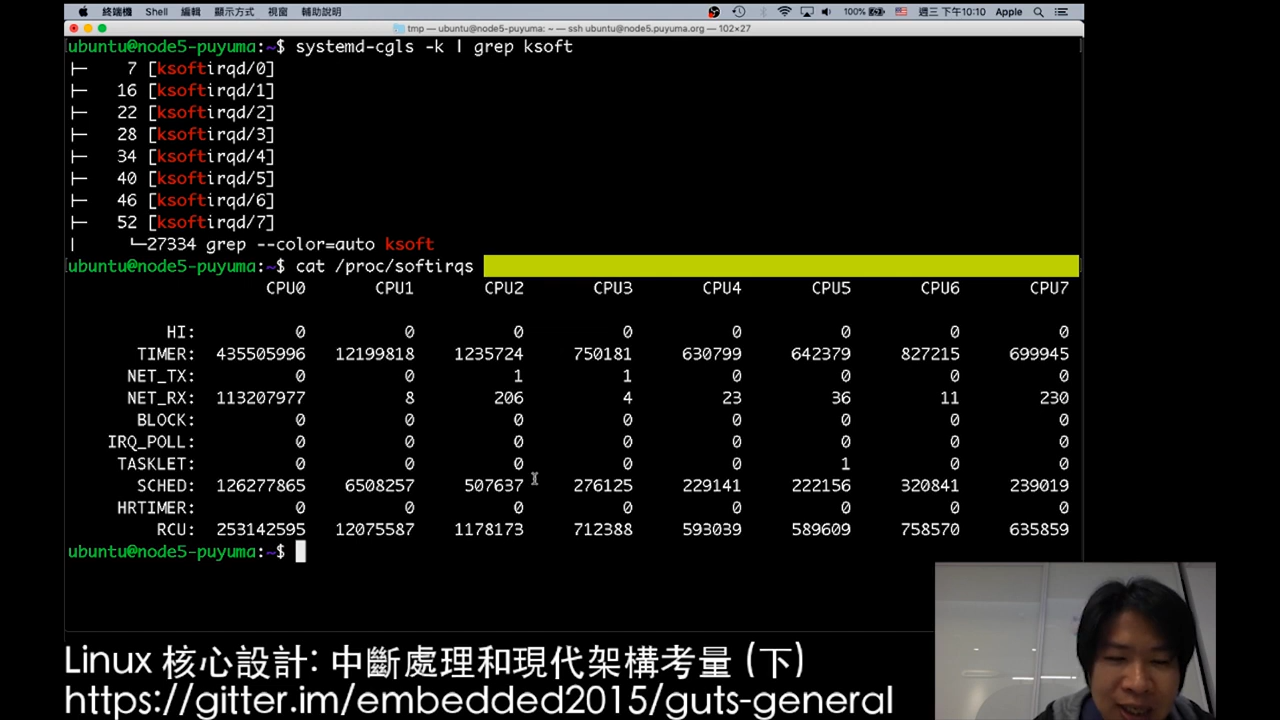 終端機 Shell 編輯 顯示方式 視窗 輔助說明 100% 週三 下午10:10 Apple
tmp — ubuntu@node5-puyuma: ~ — ssh ubuntu@node5.puyuma.org — 102×27
ubuntu@node5-puyuma:~$ systemd-cgls -k | grep ksoft
├─ 7 [ksoftirqd/0]
├─ 16 [ksoftirqd/1]
├─ 22 [ksoftirqd/2]
├─ 28 [ksoftirqd/3]
├─ 34 [ksoftirqd/4]
├─ 40 [ksoftirqd/5]
├─ 46 [ksoftirqd/6]
├─ 52 [ksoftirqd/7]
| └─27334 grep --color=auto ksoft
ubuntu@node5-puyuma:~$ cat /proc/softirqs
CPU0 CPU1 CPU2 CPU3 CPU4 CPU5 CPU6 CPU7
HI: 0 0 0 0 0 0 0 0
TIMER: 435505996 12199818 1235724 750181 630799 642379 827215 699945
NET_TX: 0 0 1 1 0 0 0 0
NET_RX: 113207977 8 206 4 23 36 11 230
BLOCK: 0 0 0 0 0 0 0 0
IRQ_POLL: 0 0 0 0 0 0 0 0
TASKLET: 0 0 0 0 0 1 0 0
SCHED: 126277865 6508257 507637 276125 229141 222156 320841 239019
HRTIMER: 0 0 0 0 0 0 0 0
RCU: 253142595 12075587 1178173 712388 593039 589609 758570 635859
ubuntu@node5-puyuma:~$
Linux 核心設計: 中斷處理和現代架構考量 (下)
https://gitter.im/embedded2015/guts-general